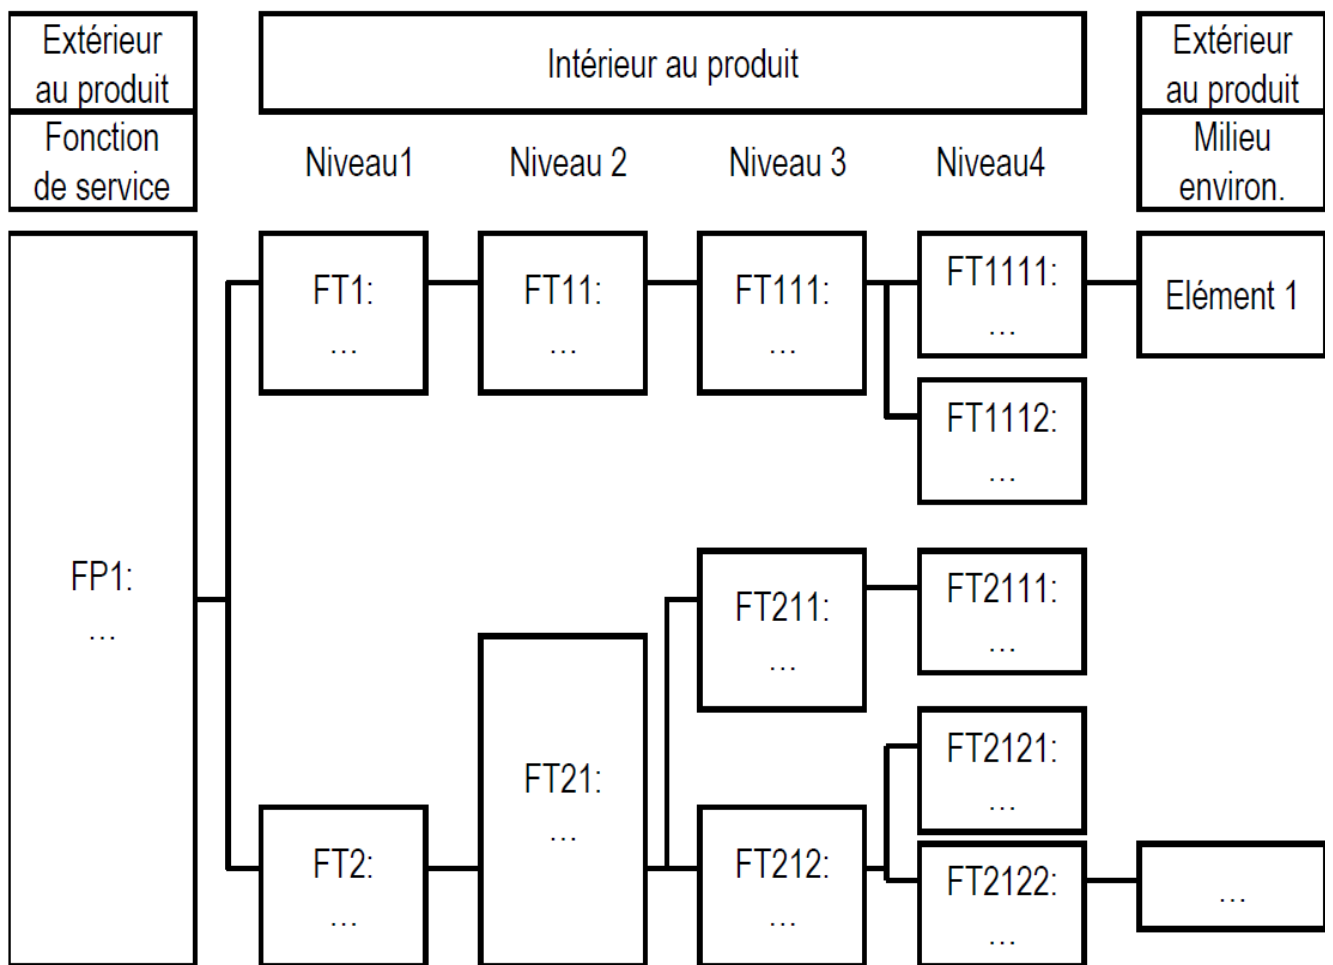 Extérieur
au produit
Intérieur au produit
Extérieur
au produit
Fonction
de service
Niveau1
Niveau 2
Niveau 3
Niveau4
Milieu
environ.
FP1:
...
FT1:
...
FT11:
...
FT111:
...
FT1111:
...
Elément 1
FT1112:
...
FT211:
...
FT2111:
...
FT21:
...
FT2121:
...
FT2:
...
FT212:
...
FT2122:
...
...